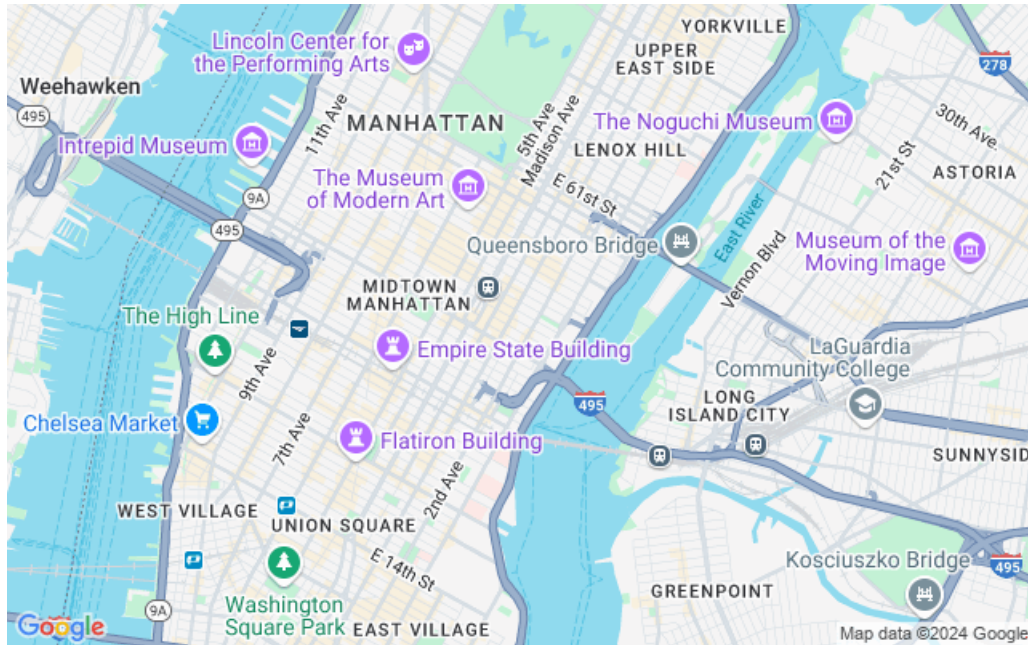 YORKVILLE
Lincoln Center for
the Performing Arts
UPPER
EAST SIDE
278
Weehawken
495
11th Ave
MANHATTAN
5th Ave
Madison Ave
The Noguchi Museum
30th Ave.
Intrepid Museum
LENOX HILL
21st St
ASTORIA
The Museum
of Modern Art
E 61st St
9A
495
Queensboro Bridge
East River
Museum of the
Moving Image
Vernon Blvd
MIDTOWN
MANHATTAN
The High Line
Empire State Building
LaGuardia
Community College
9th Ave
495
LONG
ISLAND CITY
Chelsea Market
7th Ave
Flatiron Building
SUNNYSID
2nd Ave
WEST VILLAGE
UNION SQUARE
E 14th St
Kosciuszko Bridge
495
GREENPOINT
9A
Washington
Square Park
EAST VILLAGE
Google
Map data ©2024 Google